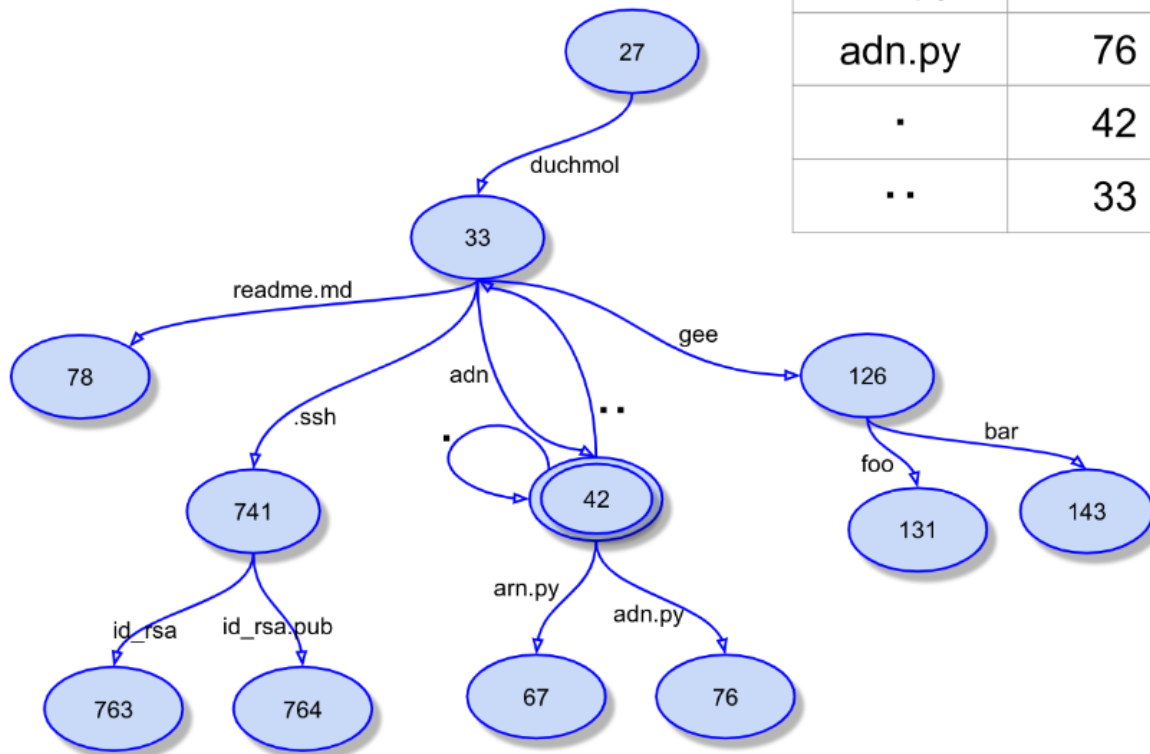 27
adn.py 76
. 42
duchmol
.. 33
33
readme.md
gee
78
adn
126
.ssh
..
.
bar
foo
741
42
131
143
arn.py
adn.py
id_rsa
id_rsa.pub
763
764
67
76